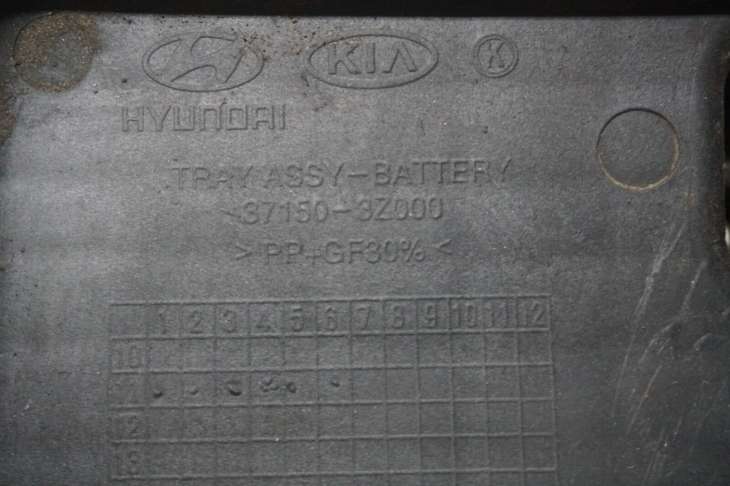 KIA K
HYUNDAI
TRAY ASSY-BATTERY
37150-3Z000
>PP+GF30%<
1 2 3 4 5 6 7 8 9 10 11 12
10
11
12
13